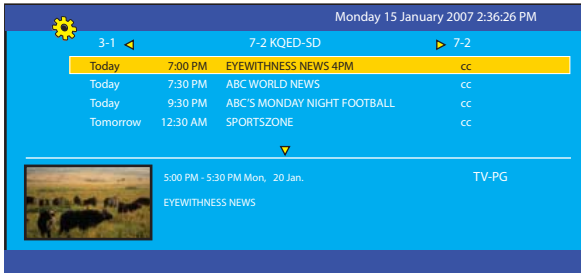 Monday 15 January 2007 2:36:26 PM
3-1 7-2 KQED-SD 7-2
Today 7:00 PM EYEWITHNESS NEWS 4PM cc
Today 7:30 PM ABC WORLD NEWS cc
Today 9:30 PM ABC'S MONDAY NIGHT FOOTBALL cc
Tomorrow 12:30 AM SPORTSZONE cc
5:00 PM - 5:30 PM Mon, 20 Jan. TV-PG
EYEWITHNESS NEWS